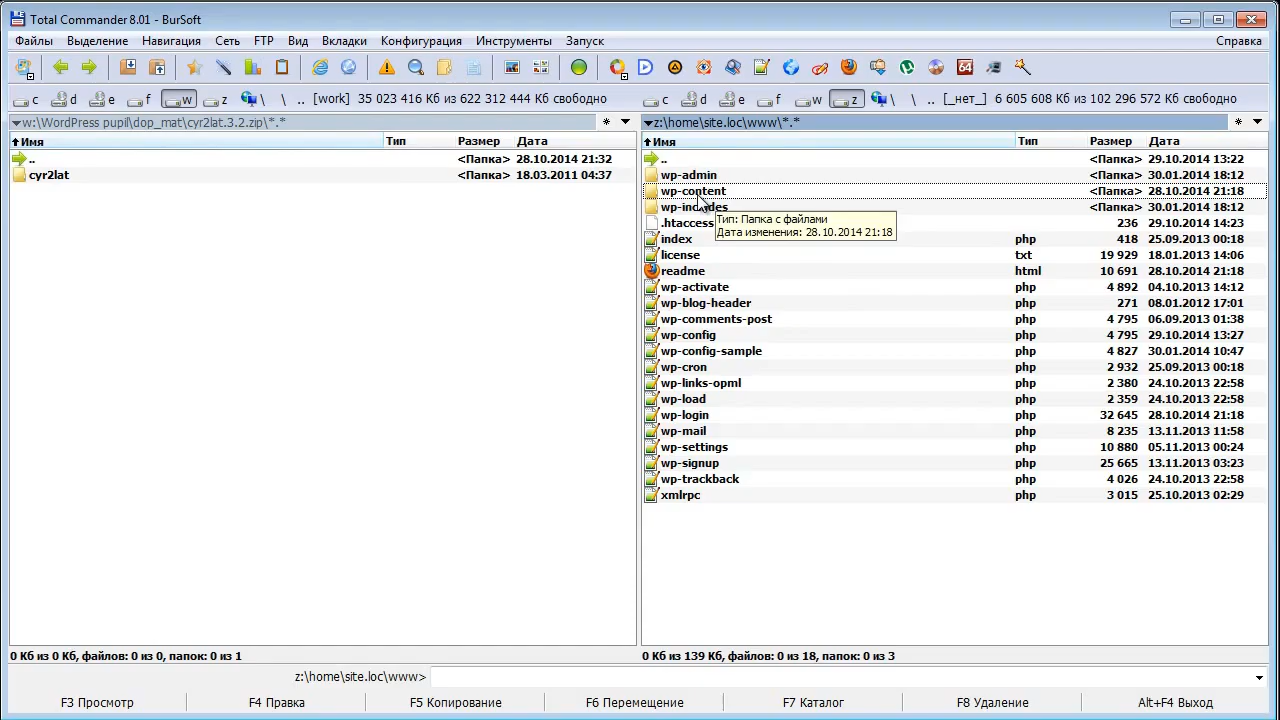 Total Commander 8.01 - BurSoft
Файлы Выделение Навигация Сеть FTP Вид Вкладки Конфигурация Инструменты Запуск Справка
64
c d e f w z \ .. [work] 35 023 416 Кб из 622 312 444 Кб свободно
c d e f w z \ .. [_нет_] 6 605 608 Кб из 102 296 572 Кб свободно
w:\WordPress pupil\dop_mat\cyr2lat.3.2.zip\*.* *
Имя Тип Размер Дата
.. <Папка> 28.10.2014 21:32
cyr2lat <Папка> 18.03.2011 04:37
0 Кб из 0 Кб, файлов: 0 из 0, папок: 0 из 1
z:\home\site.loc\www\*.* *
Имя Тип Размер Дата
.. <Папка> 29.10.2014 13:22
wp-admin <Папка> 30.01.2014 18:12
wp-content <Папка> 28.10.2014 21:18
wp-includes <Папка> 30.01.2014 18:12
Тип: Папка с файлами
Дата изменения: 28.10.2014 21:18
.htaccess 236 29.10.2014 14:23
index php 418 25.09.2013 00:18
license txt 19 929 18.01.2013 14:06
readme html 10 691 28.10.2014 21:18
wp-activate php 4 892 04.10.2013 14:12
wp-blog-header php 271 08.01.2012 17:01
wp-comments-post php 4 795 06.09.2013 01:38
wp-config php 4 795 29.10.2014 13:27
wp-config-sample php 4 827 30.01.2014 10:47
wp-cron php 2 932 25.09.2013 00:18
wp-links-opml php 2 380 24.10.2013 22:58
wp-load php 2 359 24.10.2013 22:58
wp-login php 32 645 28.10.2014 21:18
wp-mail php 8 235 13.11.2013 11:58
wp-settings php 10 880 05.11.2013 00:24
wp-signup php 25 665 13.11.2013 03:23
wp-trackback php 4 026 24.10.2013 22:58
xmlrpc php 3 015 25.10.2013 02:29
0 Кб из 139 Кб, файлов: 0 из 18, папок: 0 из 3
z:\home\site.loc\www>
F3 Просмотр F4 Правка F5 Копирование F6 Перемещение F7 Каталог F8 Удаление Alt+F4 Выход